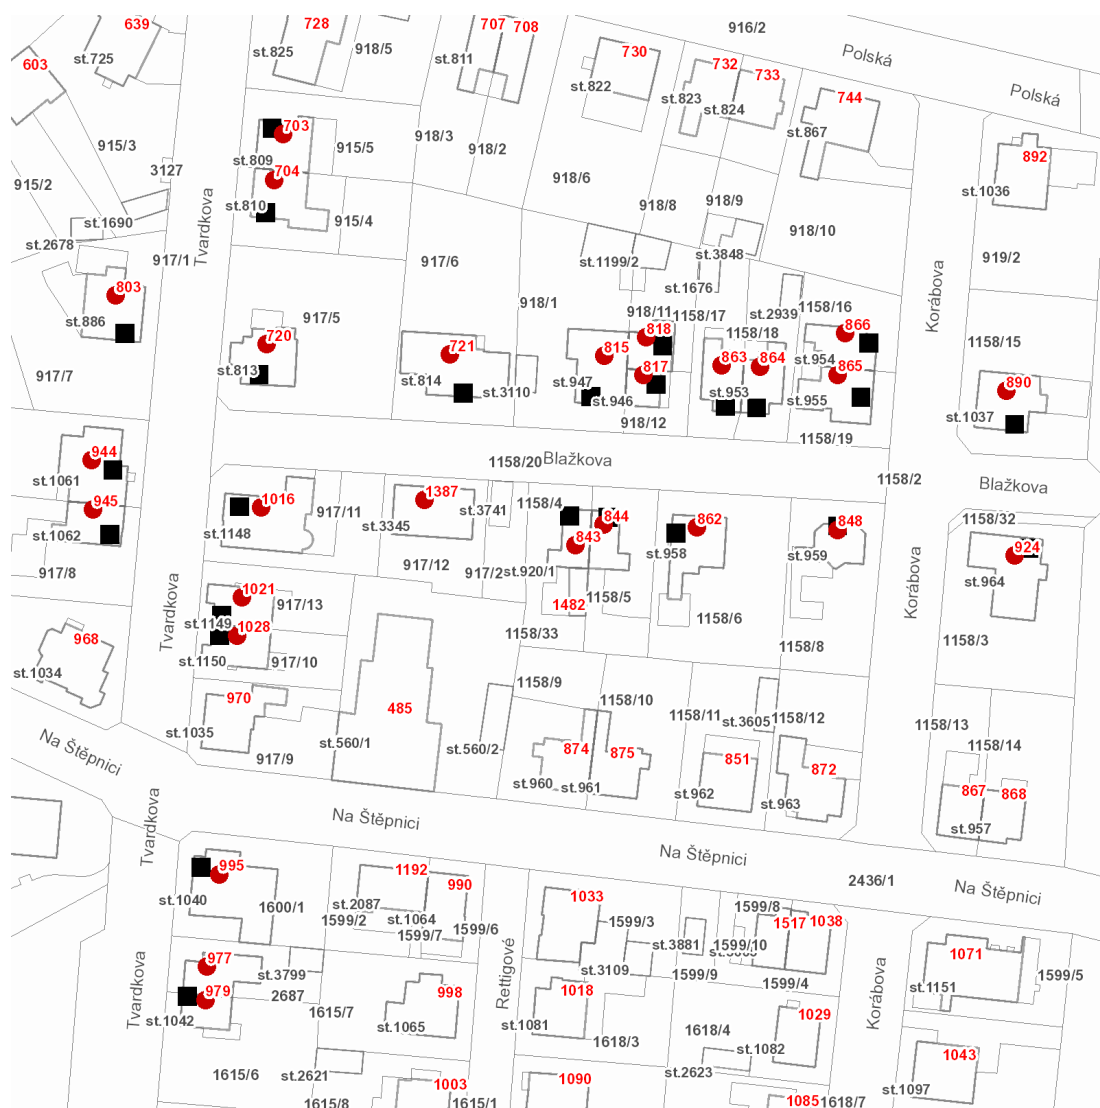 639
728
707
708
916/2
st.725
st.825
918/5
st.811
730
Polská
603
732
733
st.822
st.823
st.824
744
Polská
703
st.867
915/3
918/3
918/2
915/5
892
st.809
3127
704
915/2
918/6
st.1036
st.810
915/4
918/8
918/9
st.1690
918/10
st.2678
Tvardkova
917/1
917/6
st.1199/2
st.3848
919/2
803
st.1676
Korábova
918/1
1158/16
st.886
917/5
918/11
1158/17
st.2939
866
818
1158/18
720
721
815
1158/15
863
864
st.954
817
865
917/7
st.813
st.814
st.947
890
st.3110
st.946
st.953
st.955
st.1037
918/12
1158/19
944
1158/20
Blažkova
st.1061
1158/2
Blažkova
1387
945
1016
1158/4
st.3741
917/11
844
862
848
1158/32
st.1062
st.1148
st.3345
843
st.958
st.959
924
917/8
917/12
917/2
st.920/1
st.964
1021
Tvardkova
1158/5
Korábova
917/13
1482
st.1149
1158/6
1028
1158/33
968
1158/8
1158/3
st.1150
917/10
st.1034
1158/9
970
1158/10
485
1158/11
st.3605
1158/12
1158/13
st.1035
Na Štěpnici
st.560/1
st.560/2
874
875
1158/14
917/9
851
872
st.960
st.961
st.962
st.963
867
868
Tvardkova
Na Štěpnici
st.957
Na Štěpnici
995
1192
990
2436/1
Na Štěpnici
st.1040
1600/1
st.2087
1033
1599/2
st.1064
1599/6
1599/3
1599/8
1517
1038
1599/7
st.3881
1599/10
977
Rettigové
1071
Tvardkova
st.3799
st.3109
1599/9
1599/4
1599/5
979
2687
998
1018
Korábova
st.1151
1615/7
1029
st.1042
st.1065
st.1081
1618/4
1618/3
st.1082
1043
1615/6
st.2621
1003
1090
st.2623
st.1097
1615/8
1615/1
1085
1618/7